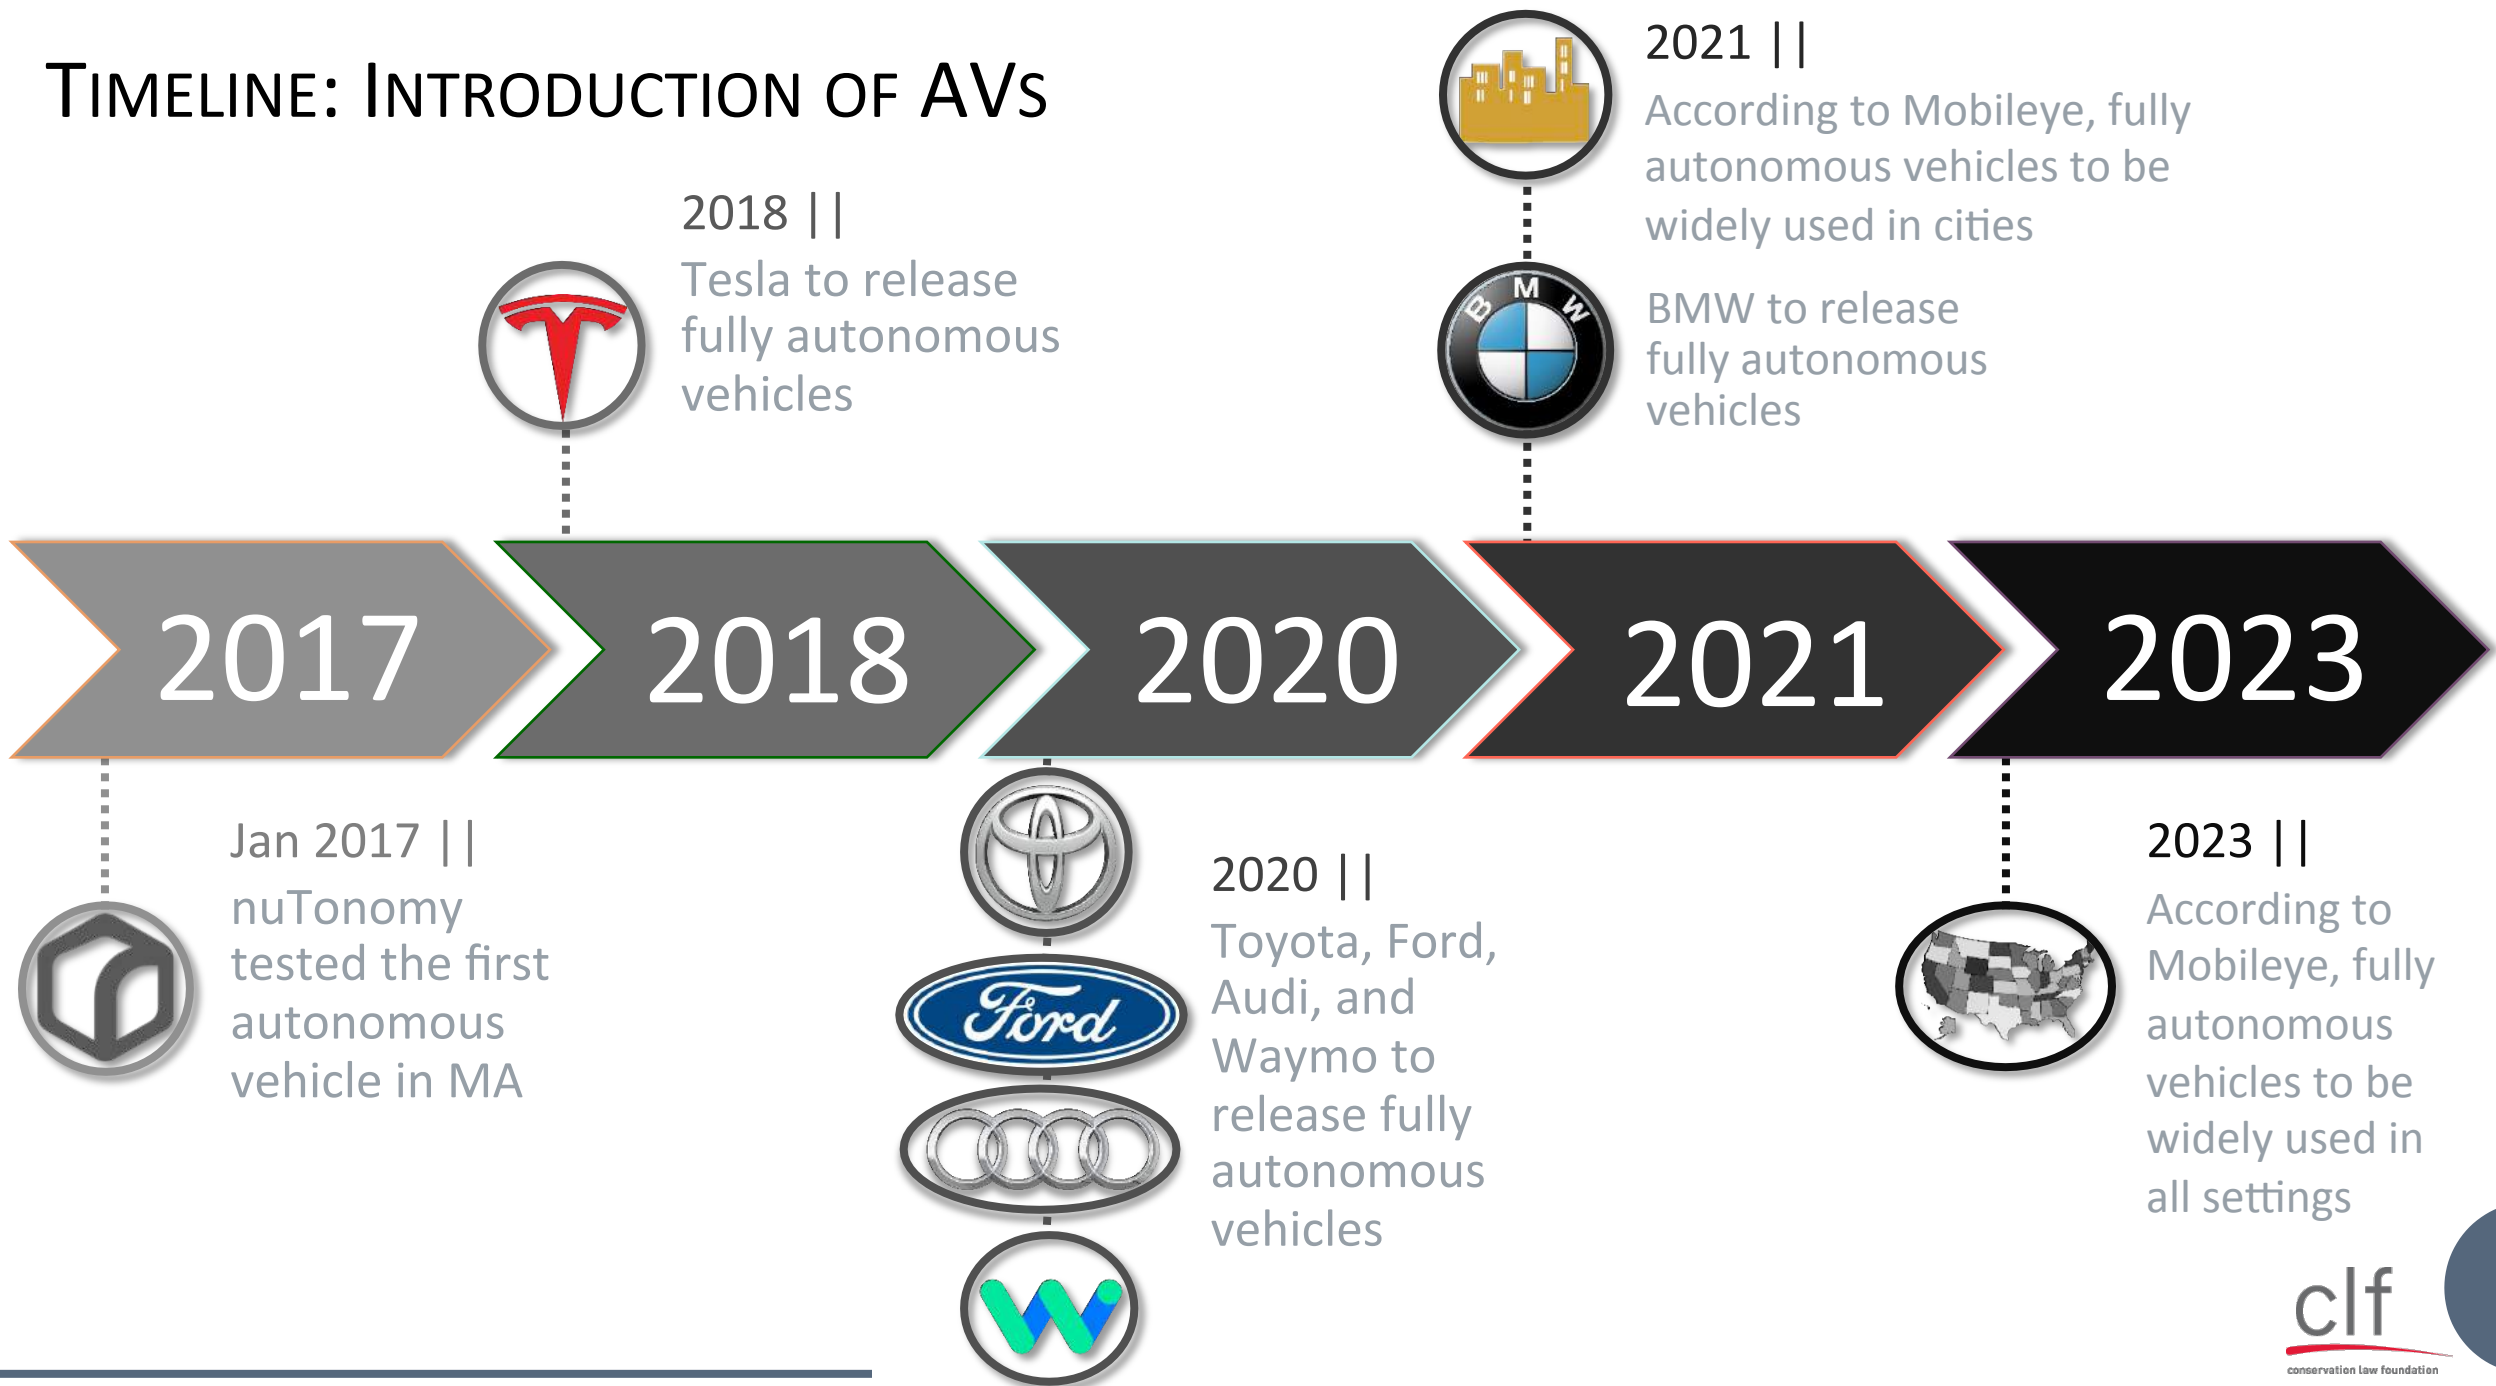 TIMELINE: INTRODUCTION OF AVS
2021 ||
According to Mobileye, fully
autonomous vehicles to be
widely used in cities
2018 ||
Tesla to release
fully autonomous
vehicles
B M W
BMW to release
fully autonomous
vehicles
2017
2018
2020
2021
2023
Jan 2017 ||
nuTonomy
tested the first
autonomous
vehicle in MA
Ford
2020 ||
Toyota, Ford,
Audi, and
Waymo to
release fully
autonomous
vehicles
2023 ||
According to
Mobileye, fully
autonomous
vehicles to be
widely used in
all settings
clf
conservation law foundation